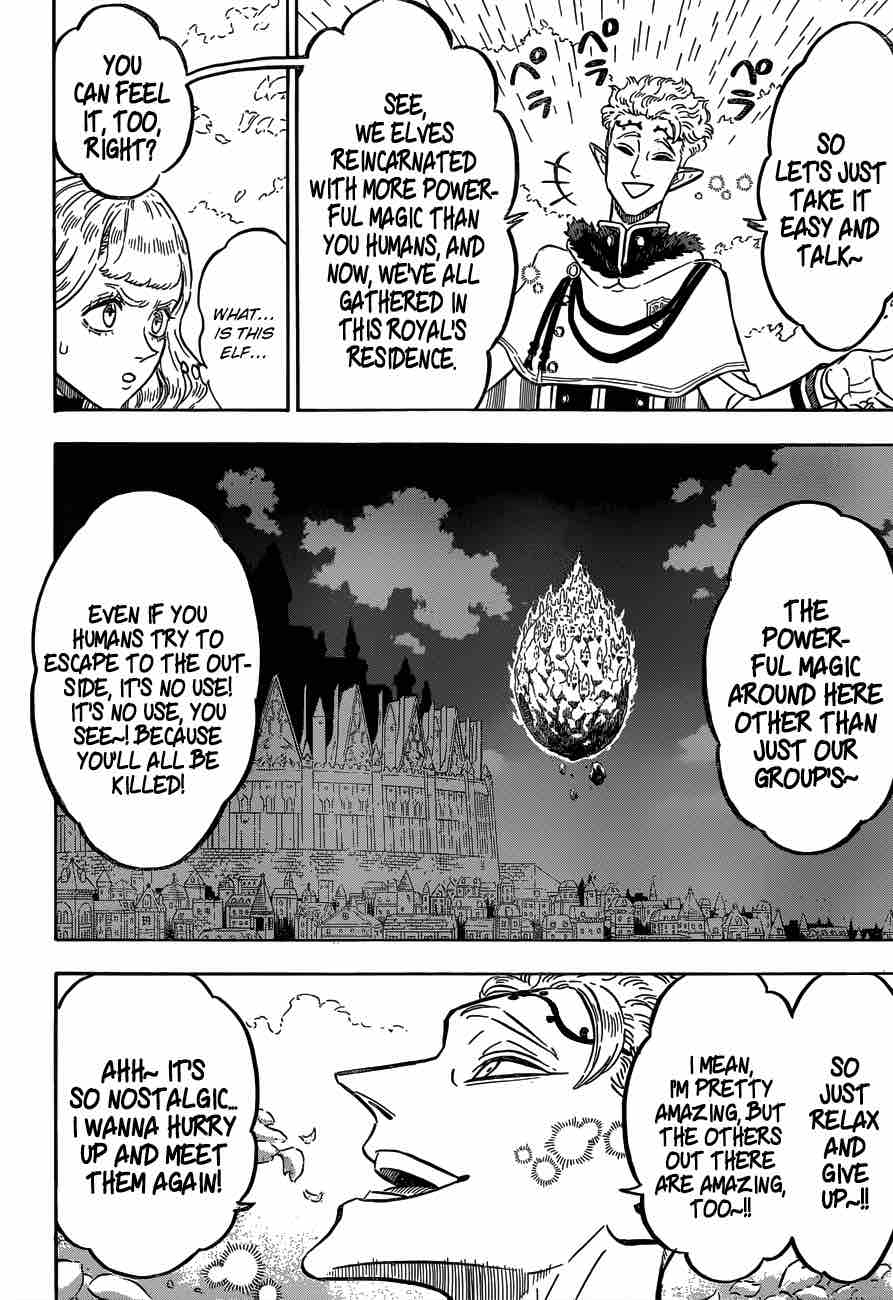 SO
LET'S JUST
TAKE IT
EASY AND
TALK~
ペラ
ペラ
SEE,
WE ELVES
REINCARNATED
WITH MORE POWER-
FUL MAGIC THAN
YOU HUMANS, AND
NOW, WE'VE ALL
GATHERED IN
THIS ROYAL'S
RESIDENCE.
YOU
CAN FEEL
IT, TOO,
RIGHT?
WHAT...
IS THIS
ELF...
THE
POWER-
FUL MAGIC
AROUND HERE
OTHER THAN
JUST OUR
GROUP'S~
EVEN IF YOU
HUMANS TRY TO
ESCAPE TO THE OUT-
SIDE, IT'S NO USE!
IT'S NO USE, YOU
SEE~! BECAUSE
YOU'LL ALL BE
KILLED!
SO
JUST
RELAX
AND
GIVE
UP~!!
I MEAN,
I'M PRETTY
AMAZING, BUT
THE OTHERS
OUT THERE
ARE AMAZING,
TOO~!!
AHH~ IT'S
SO NOSTALGIC...
I WANNA HURRY
UP AND MEET
THEM AGAIN!